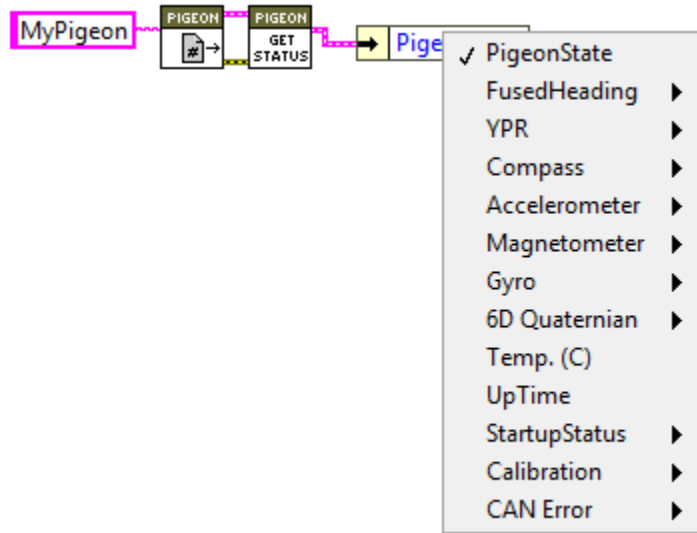 MyPigeon
PIGEON
#
PIGEON
GET
STATUS
Pige
✓ PigeonState
FusedHeading
YPR
Compass
Accelerometer
Magnetometer
Gyro
6D Quaternian
Temp. (C)
UpTime
StartupStatus
Calibration
CAN Error